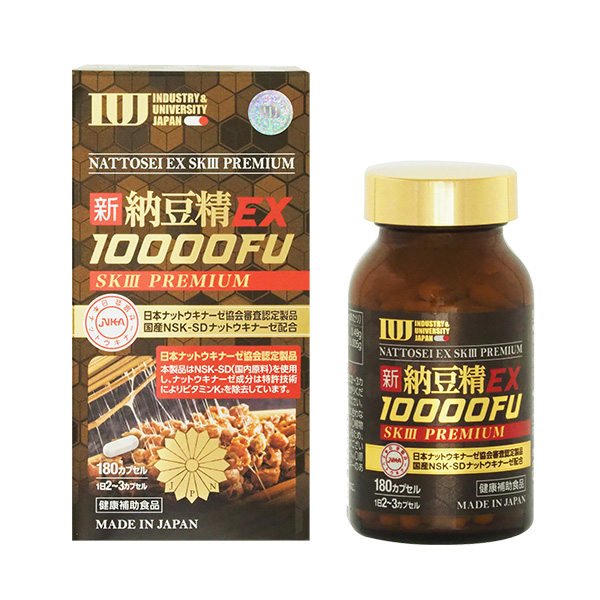 IUJ INDUSTRY &
UNIVERSITY
JAPAN
NATTOSEI EX SKIII PREMIUM
新 納豆精EX
10000FU
SKIII PREMIUM
JNKA
日本ナットウキナーゼ協会審査認定製品
国産NSK-SDナットウキナーゼ配合
日本ナットウキナーゼ協会認定製品
本製品はNSK-SD(国内原料)を使用
し、ナットウキナーゼ成分は特許技術
によりビタミンK₂を除去しています。
JPN
180カプセル
1日2~3カプセル
健康補助食品
MADE IN JAPAN
IUJ INDUSTRY &
UNIVERSITY
JAPAN
NATTOSEI EX SKIII PREMIUM
新 納豆精EX
10000FU
SKIII PREMIUM
JNKA
日本ナットウキナーゼ協会審査認定製品
国産NSK-SDナットウキナーゼ配合
180カプセル
1日2~3カプセル
健康補助食品
MADE IN JAPAN